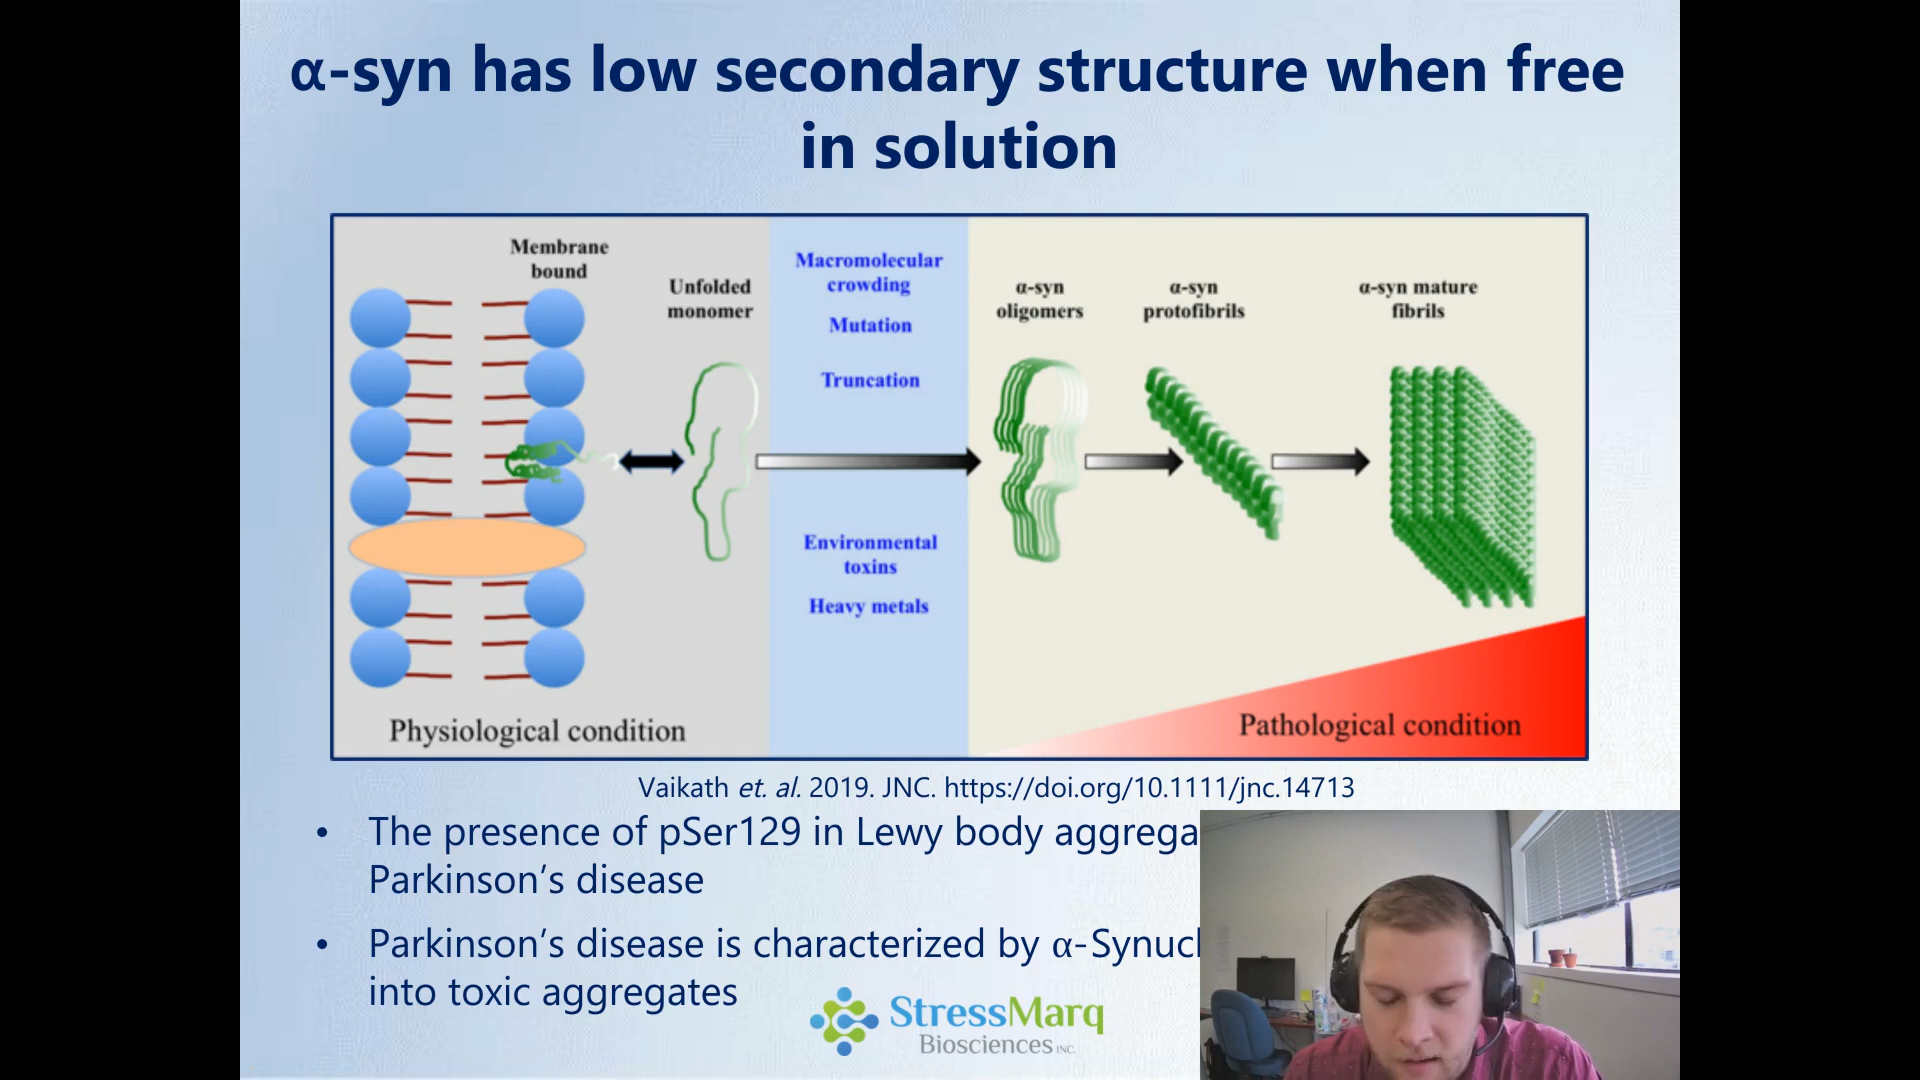 α-syn has low secondary structure when free
in solution
Membrane
bound
Unfolded
monomer
Macromolecular
crowding
Mutation
Truncation
Environmental
toxins
Heavy metals
α-syn
oligomers
α-syn
protofibrils
α-syn mature
fibrils
Physiological condition
Pathological condition
Vaikath et. al. 2019. JNC. https://doi.org/10.1111/jnc.14713
• The presence of pSer129 in Lewy body aggrega
Parkinson’s disease
• Parkinson’s disease is characterized by α-Synucl
into toxic aggregates
StressMarq
Biosciences INC.